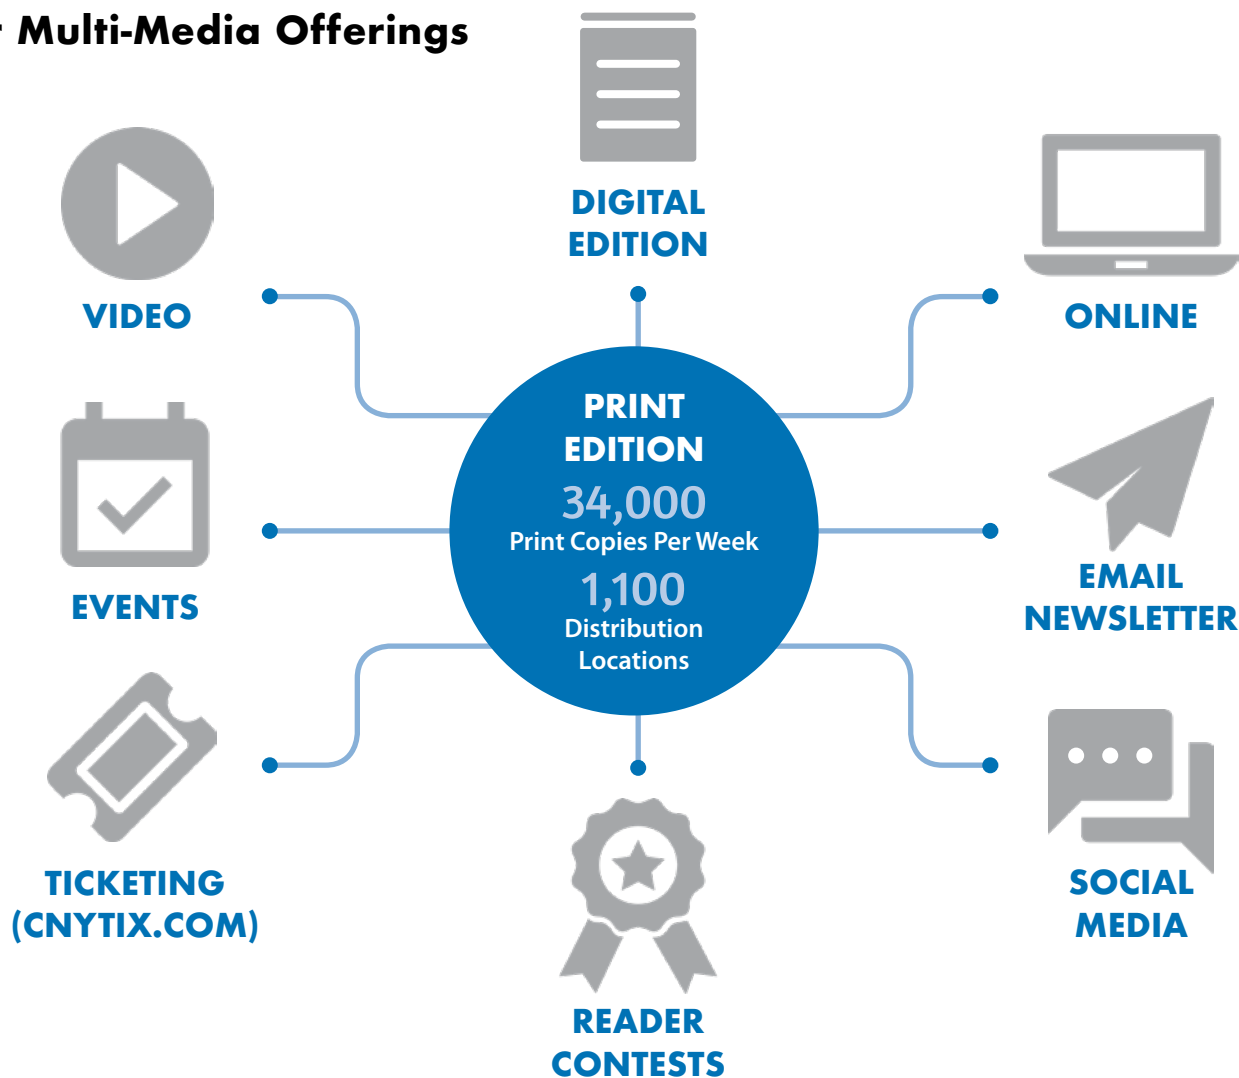 Multi-Media Offerings
DIGITAL
EDITION
VIDEO
ONLINE
PRINT
EDITION
34,000
Print Copies Per Week
1,100
Distribution
Locations
EVENTS
EMAIL
NEWSLETTER
TICKETING
(CNYTIX.COM)
SOCIAL
MEDIA
READER
CONTESTS